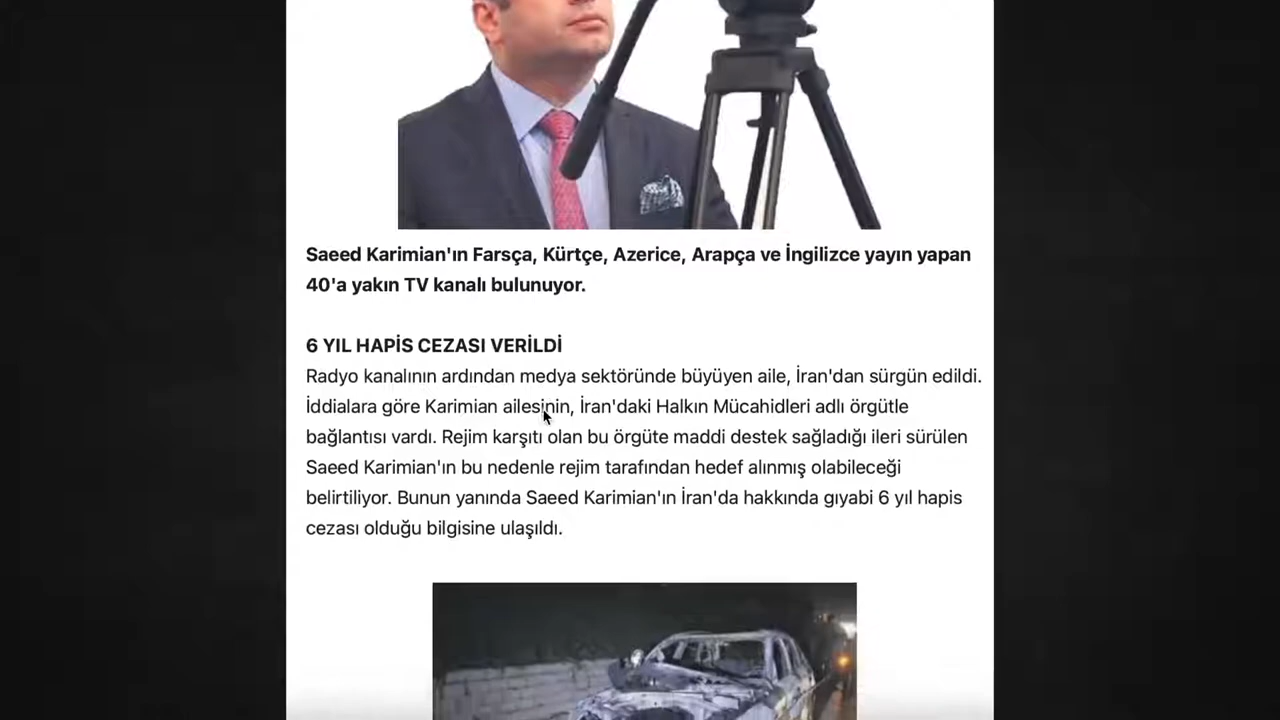 Saeed Karimian'ın Farsça, Kürtçe, Azerice, Arapça ve İngilizce yayın yapan
40'a yakın TV kanalı bulunuyor.
6 YIL HAPİS CEZASI VERİLDİ
Radyo kanalının ardından medya sektöründe büyüyen aile, İran'dan sürgün edildi.
İddialara göre Karimian ailesinin, İran'daki Halkın Mücahidleri adlı örgütle
bağlantısı vardı. Rejim karşıtı olan bu örgüte maddi destek sağladığı ileri sürülen
Saeed Karimian'ın bu nedenle rejim tarafından hedef alınmış olabileceği
belirtiliyor. Bunun yanında Saeed Karimian'ın İran'da hakkında gıyabi 6 yıl hapis
cezası olduğu bilgisine ulaşıldı.